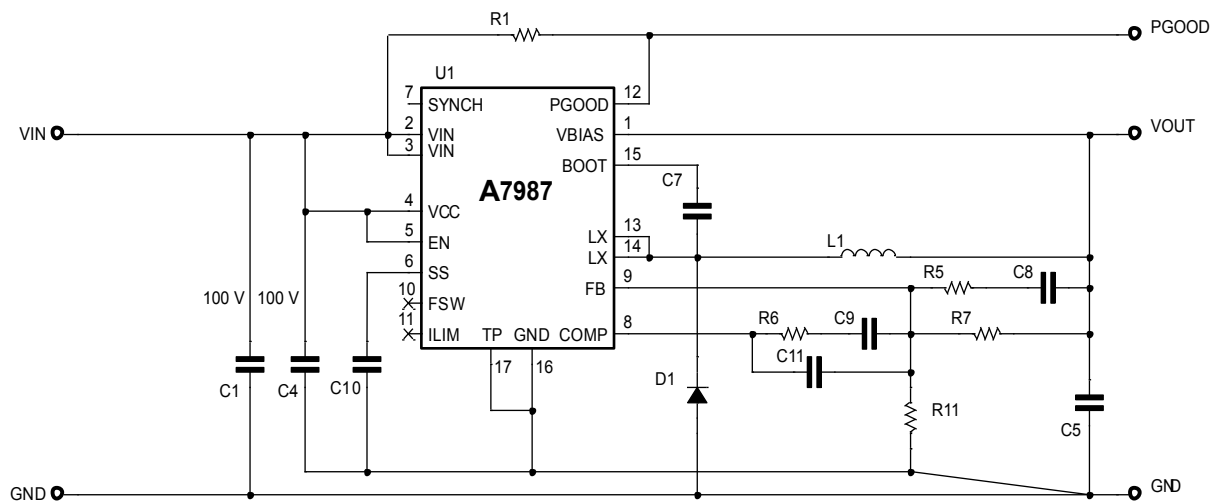 R1
PGOOD
U1
7
SYNCH
PGOOD
12
VIN
2
VIN
VBIAS
1
VOUT
3
VIN
BOOT
15
A7987
C7
4
VCC
LX
13
5
EN
LX
14
L1
6
SS
FB
9
R5
C8
100 V
100 V
10
FSW
11
ILIM
TP
GND
COMP
8
R6
C9
R7
17
16
C11
C1
C4
C10
D1
R11
C5
GND
GND